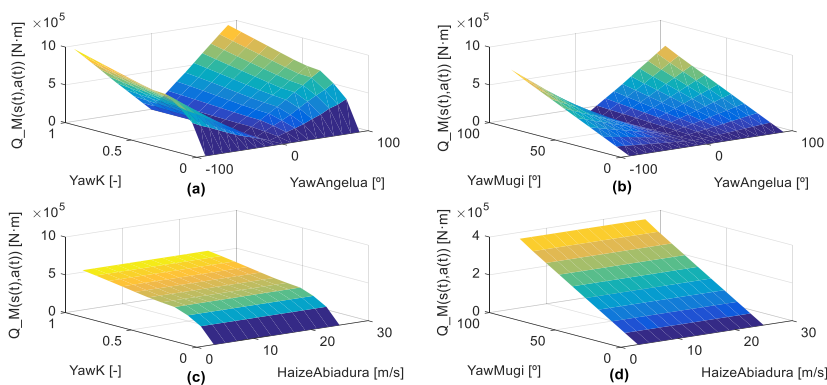 ×10⁵
Q_M(s(t),a(t)) [N·m]
10
5
0
1
0.5
0
YawK [-]
-100
0
100
YawAngelua [º]
(a)
×10⁵
Q_M(s(t),a(t)) [N·m]
10
5
0
100
50
0
YawMugi [º]
-100
0
100
YawAngelua [º]
(b)
×10⁵
Q_M(s(t),a(t)) [N·m]
10
5
0
1
0.5
0
YawK [-]
0
10
20
30
HaizeAbiadura [m/s]
(c)
×10⁵
Q_M(s(t),a(t)) [N·m]
4
2
0
100
50
0
YawMugi [º]
0
10
20
30
HaizeAbiadura [m/s]
(d)